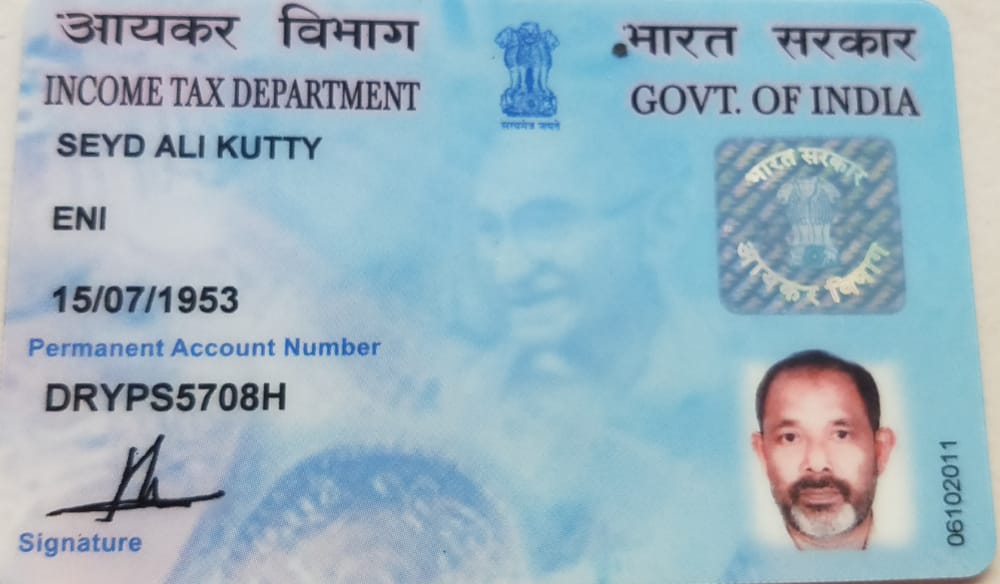 आयकर विभाग
INCOME TAX DEPARTMENT
भारत सरकार
GOVT. OF INDIA
सत्यमेव जयते
SEYD ALI KUTTY
ENI
15/07/1953
Permanent Account Number
DRYPS5708H
Signature
भारत सरकार
आयकर विभाग
06102011